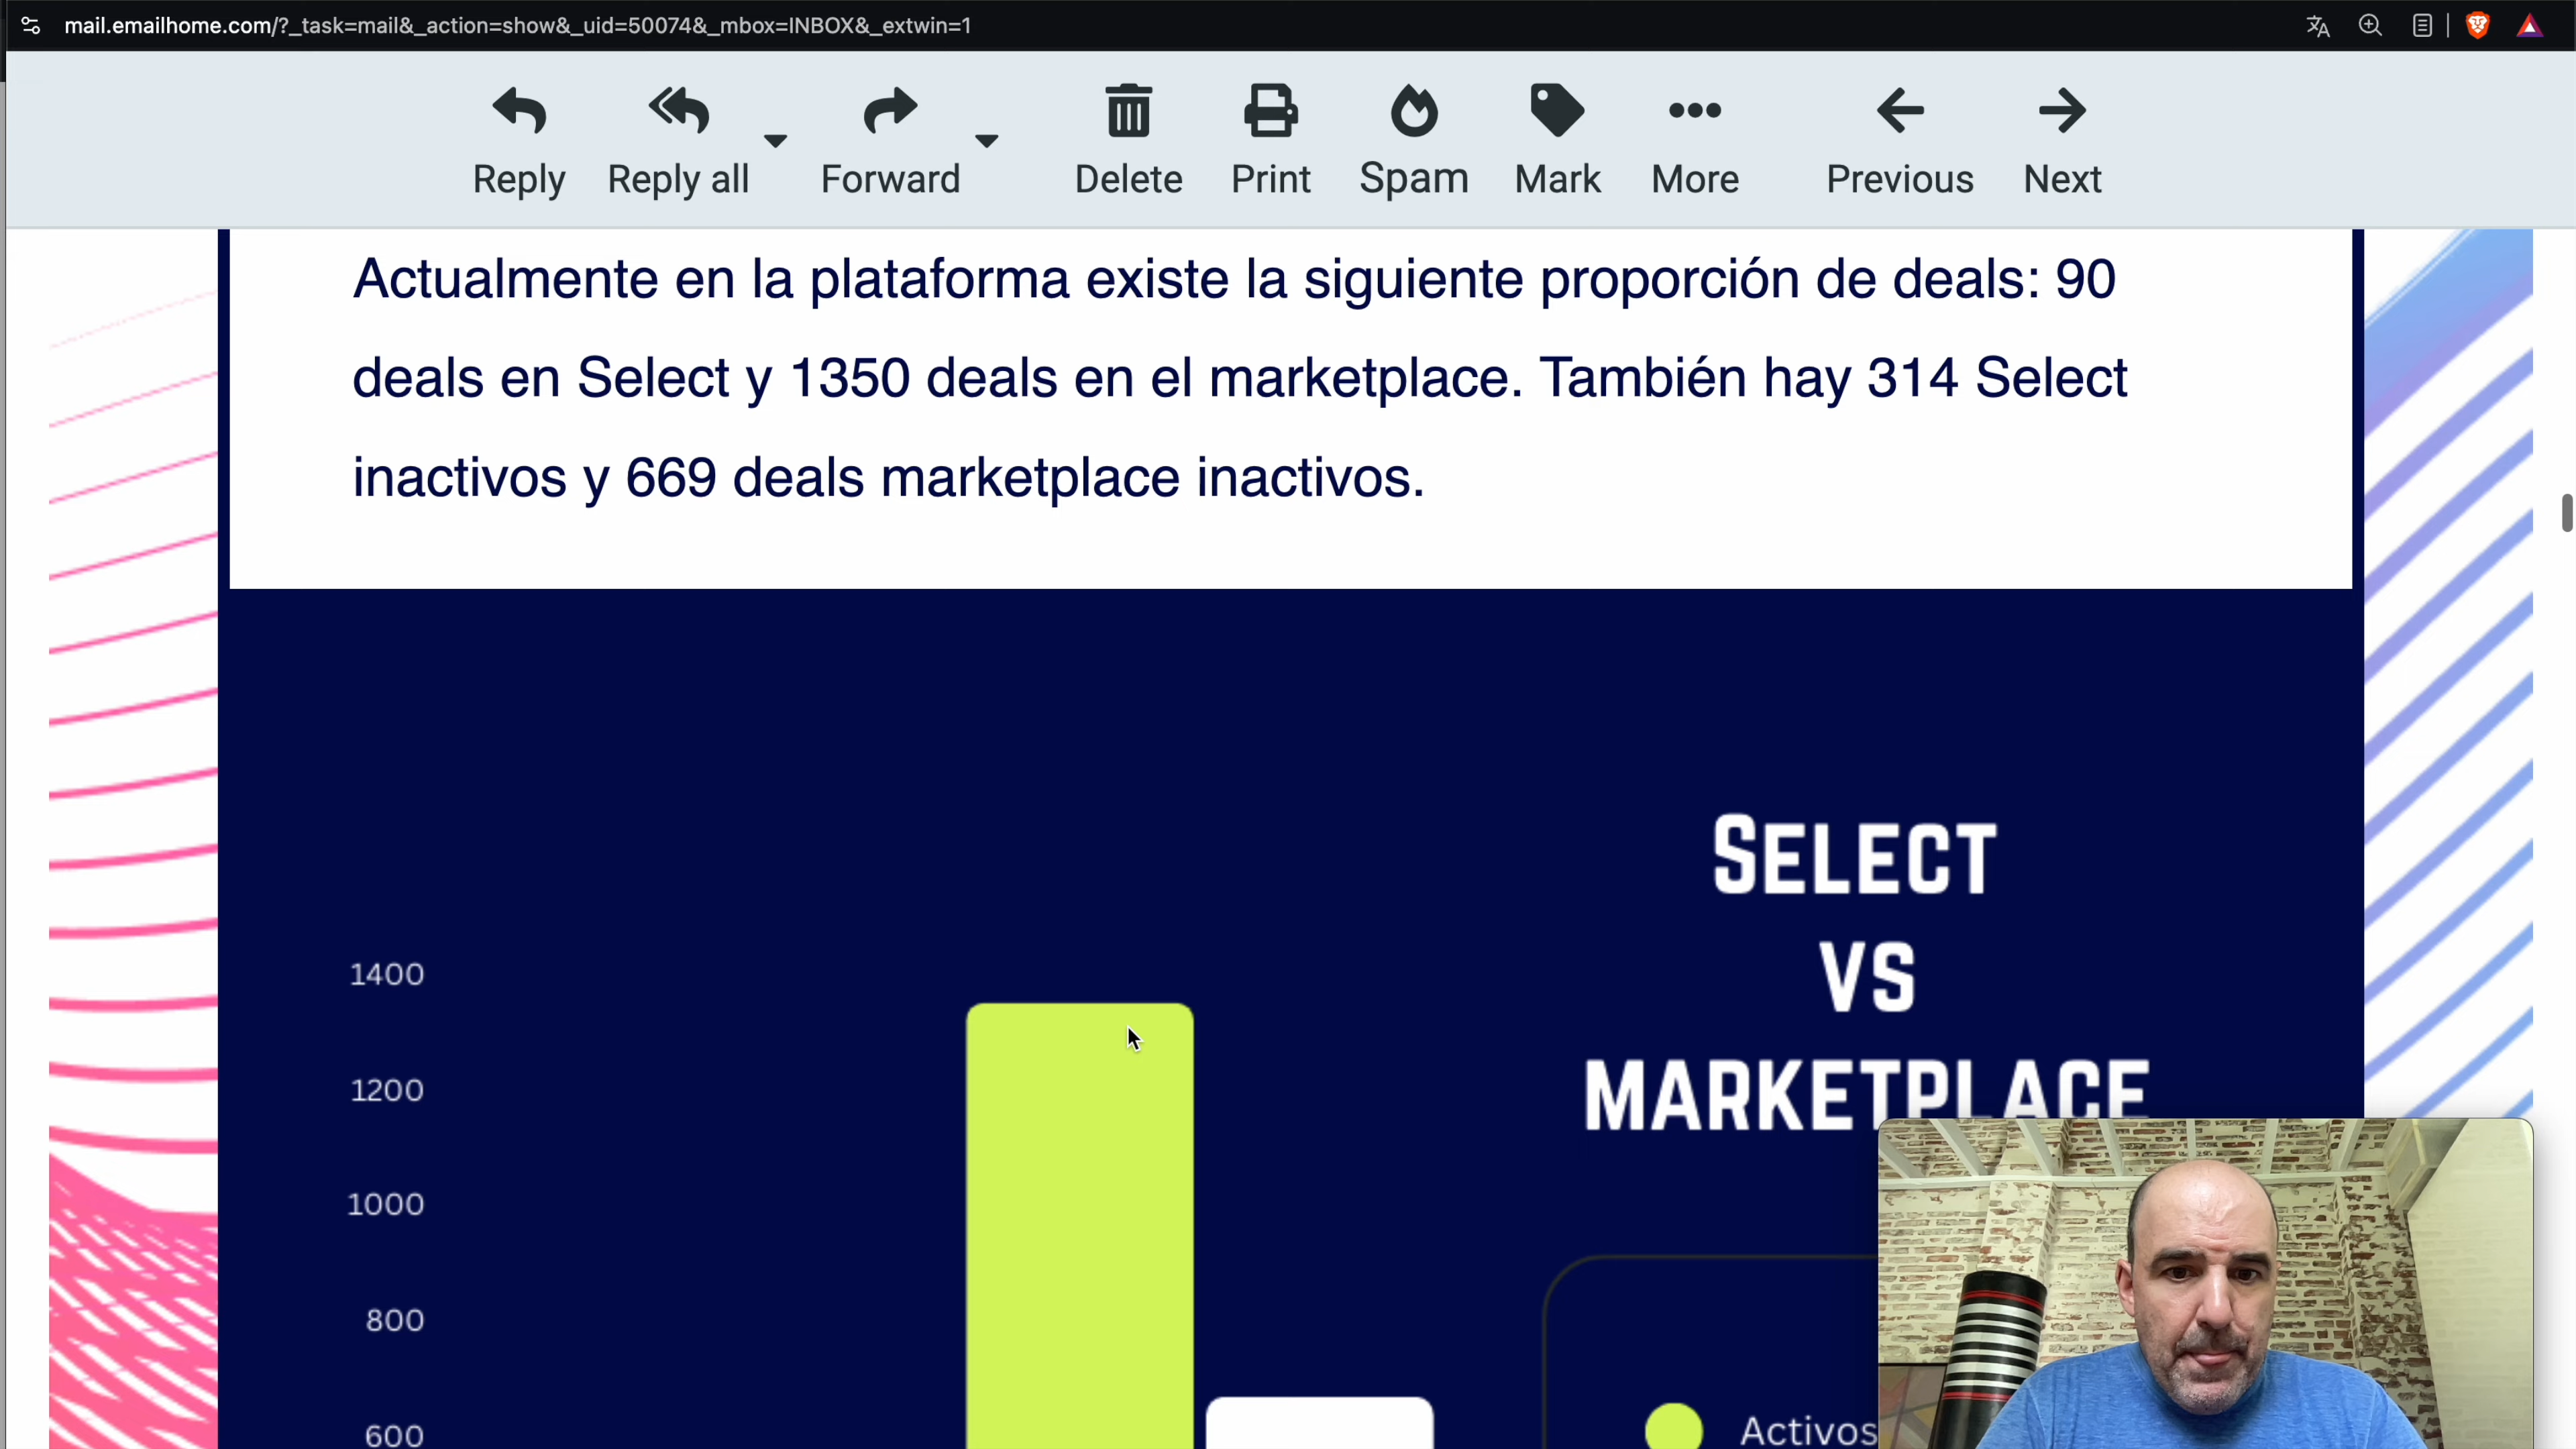 mail.emailhome.com/?_task=mail&_action=show&_uid=50074&_mbox=INBOX&_extwin=1
Reply
Reply all
Forward
Delete
Print
Spam
Mark
More
Previous
Next
Actualmente en la plataforma existe la siguiente proporción de deals: 90
deals en Select y 1350 deals en el marketplace. También hay 314 Select
inactivos y 669 deals marketplace inactivos.
SELECT
VS
MARKETPLACE
1400
1200
1000
800
600
Activos